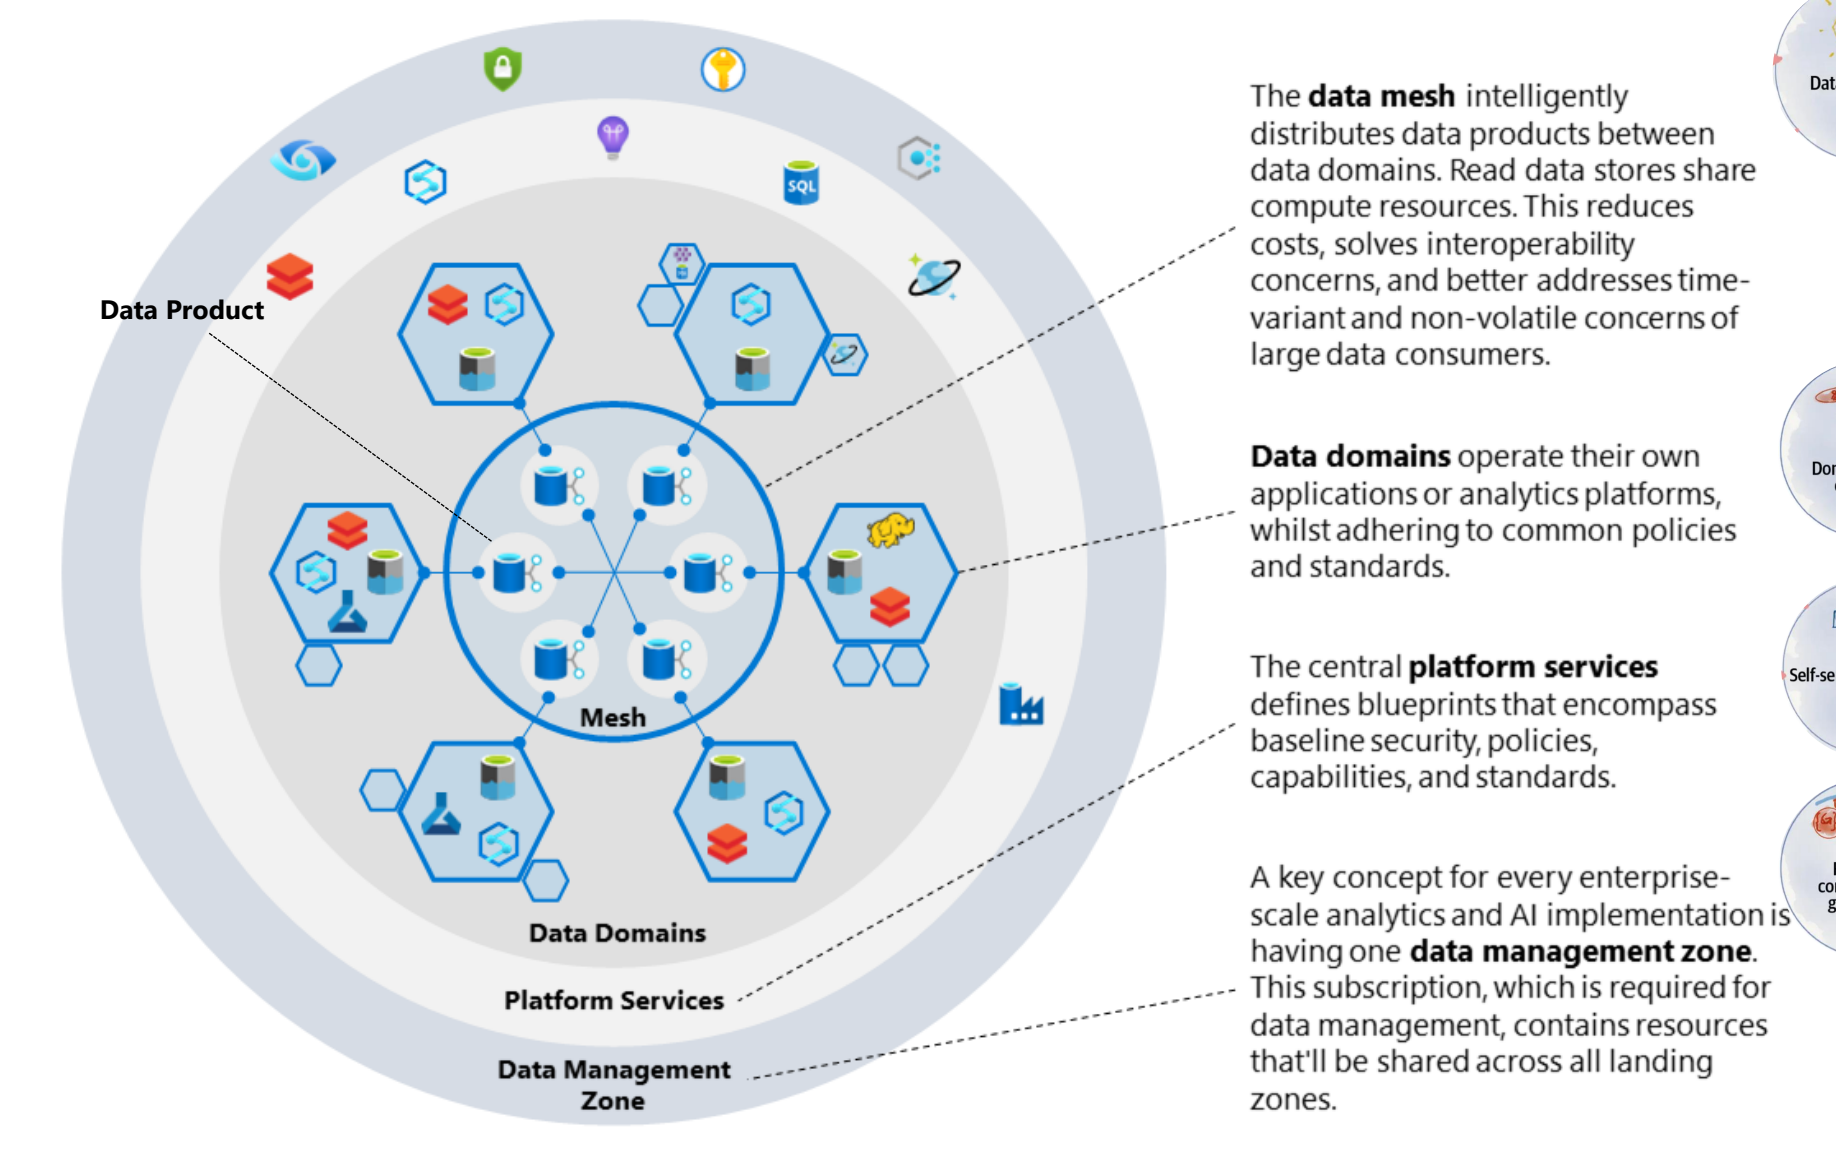 Data Product
SQL
Mesh
Data Domains
Platform Services
Data Management
Zone
The data mesh intelligently
distributes data products between
data domains. Read data stores share
compute resources. This reduces
costs, solves interoperability
concerns, and better addresses time-
variant and non-volatile concerns of
large data consumers.
Data domains operate their own
applications or analytics platforms,
whilst adhering to common policies
and standards.
The central platform services
defines blueprints that encompass
baseline security, policies,
capabilities, and standards.
A key concept for every enterprise-
scale analytics and AI implementation is
having one data management zone.
This subscription, which is required for
data management, contains resources
that'll be shared across all landing
zones.